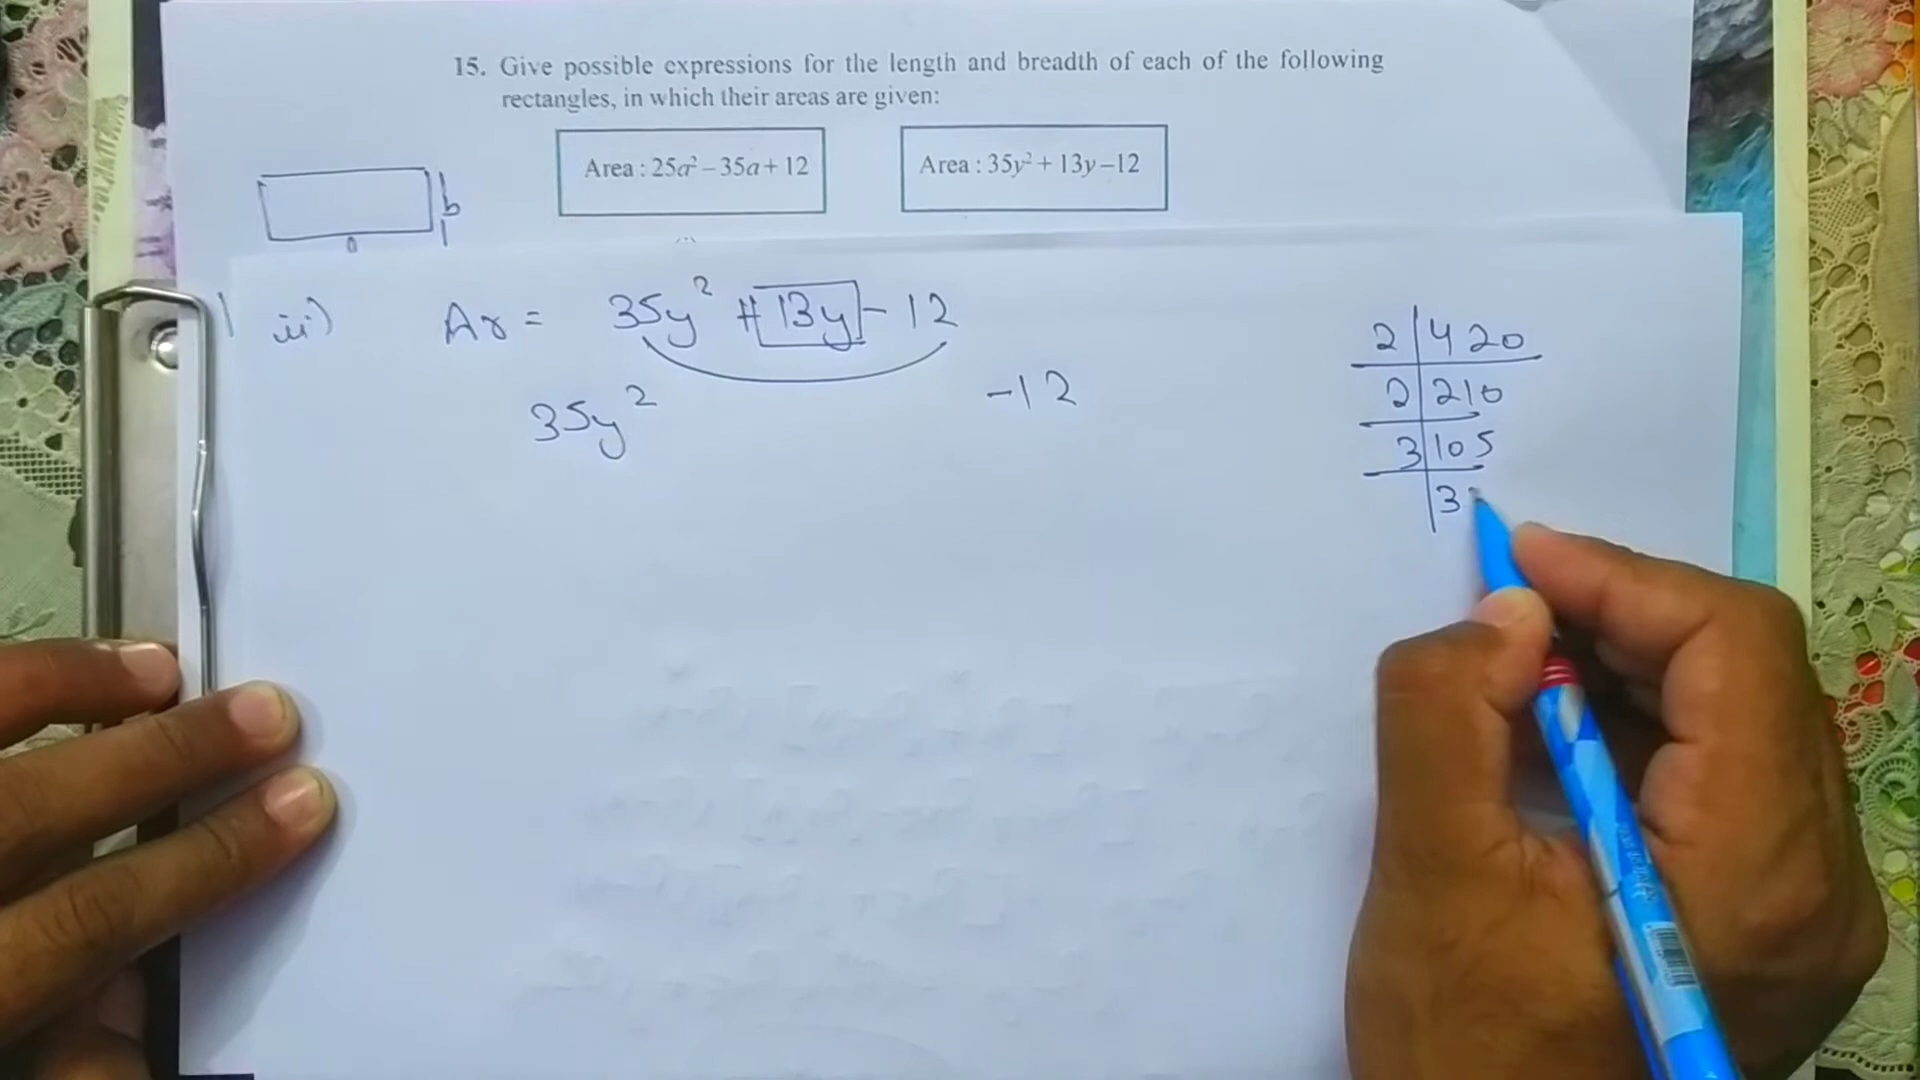 15. Give possible expressions for the length and breadth of each of the following
rectangles, in which their areas are given:
Area : 25a² – 35a + 12
Area : 35y² + 13y –12
b
ii) Ar = 35y² + 13y - 12
35y² -12
2 420
2 210
3 105
3